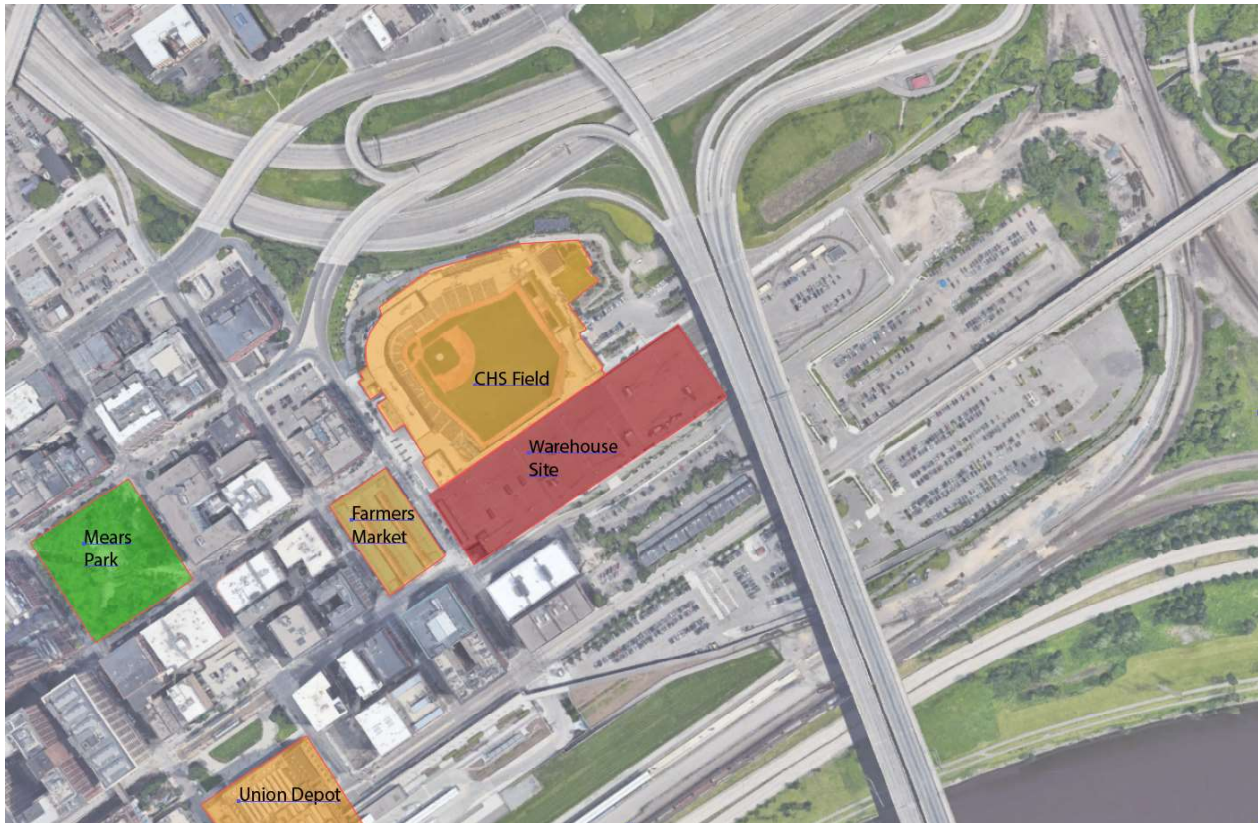 CHS Field
Warehouse
Site
Farmers
Market
Mears
Park
Union Depot